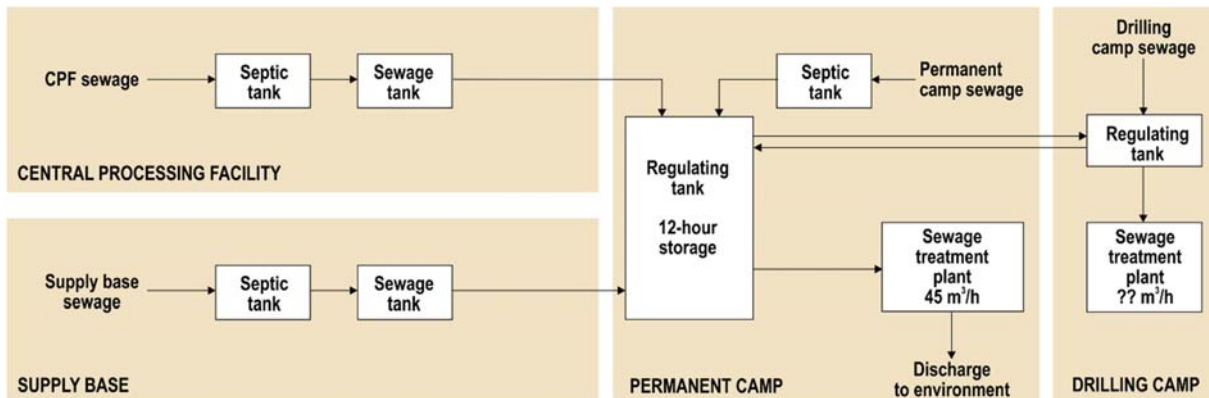 CPF sewage
Septic
tank
Sewage
tank
CENTRAL PROCESSING FACILITY
Supply base
sewage
Septic
tank
Sewage
tank
SUPPLY BASE
Septic
tank
Permanent
camp sewage
Regulating
tank
12-hour
storage
Sewage
treatment
plant
45 m³/h
Discharge
to environment
PERMANENT CAMP
Drilling
camp sewage
Regulating
tank
Sewage
treatment
plant
?? m³/h
DRILLING CAMP